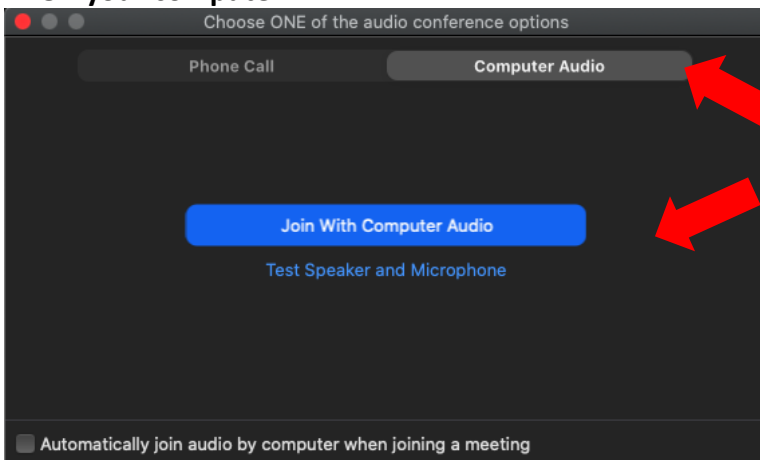 Choose ONE of the audio conference options
Phone Call Computer Audio
Join With Computer Audio
Test Speaker and Microphone
Automatically join audio by computer when joining a meeting